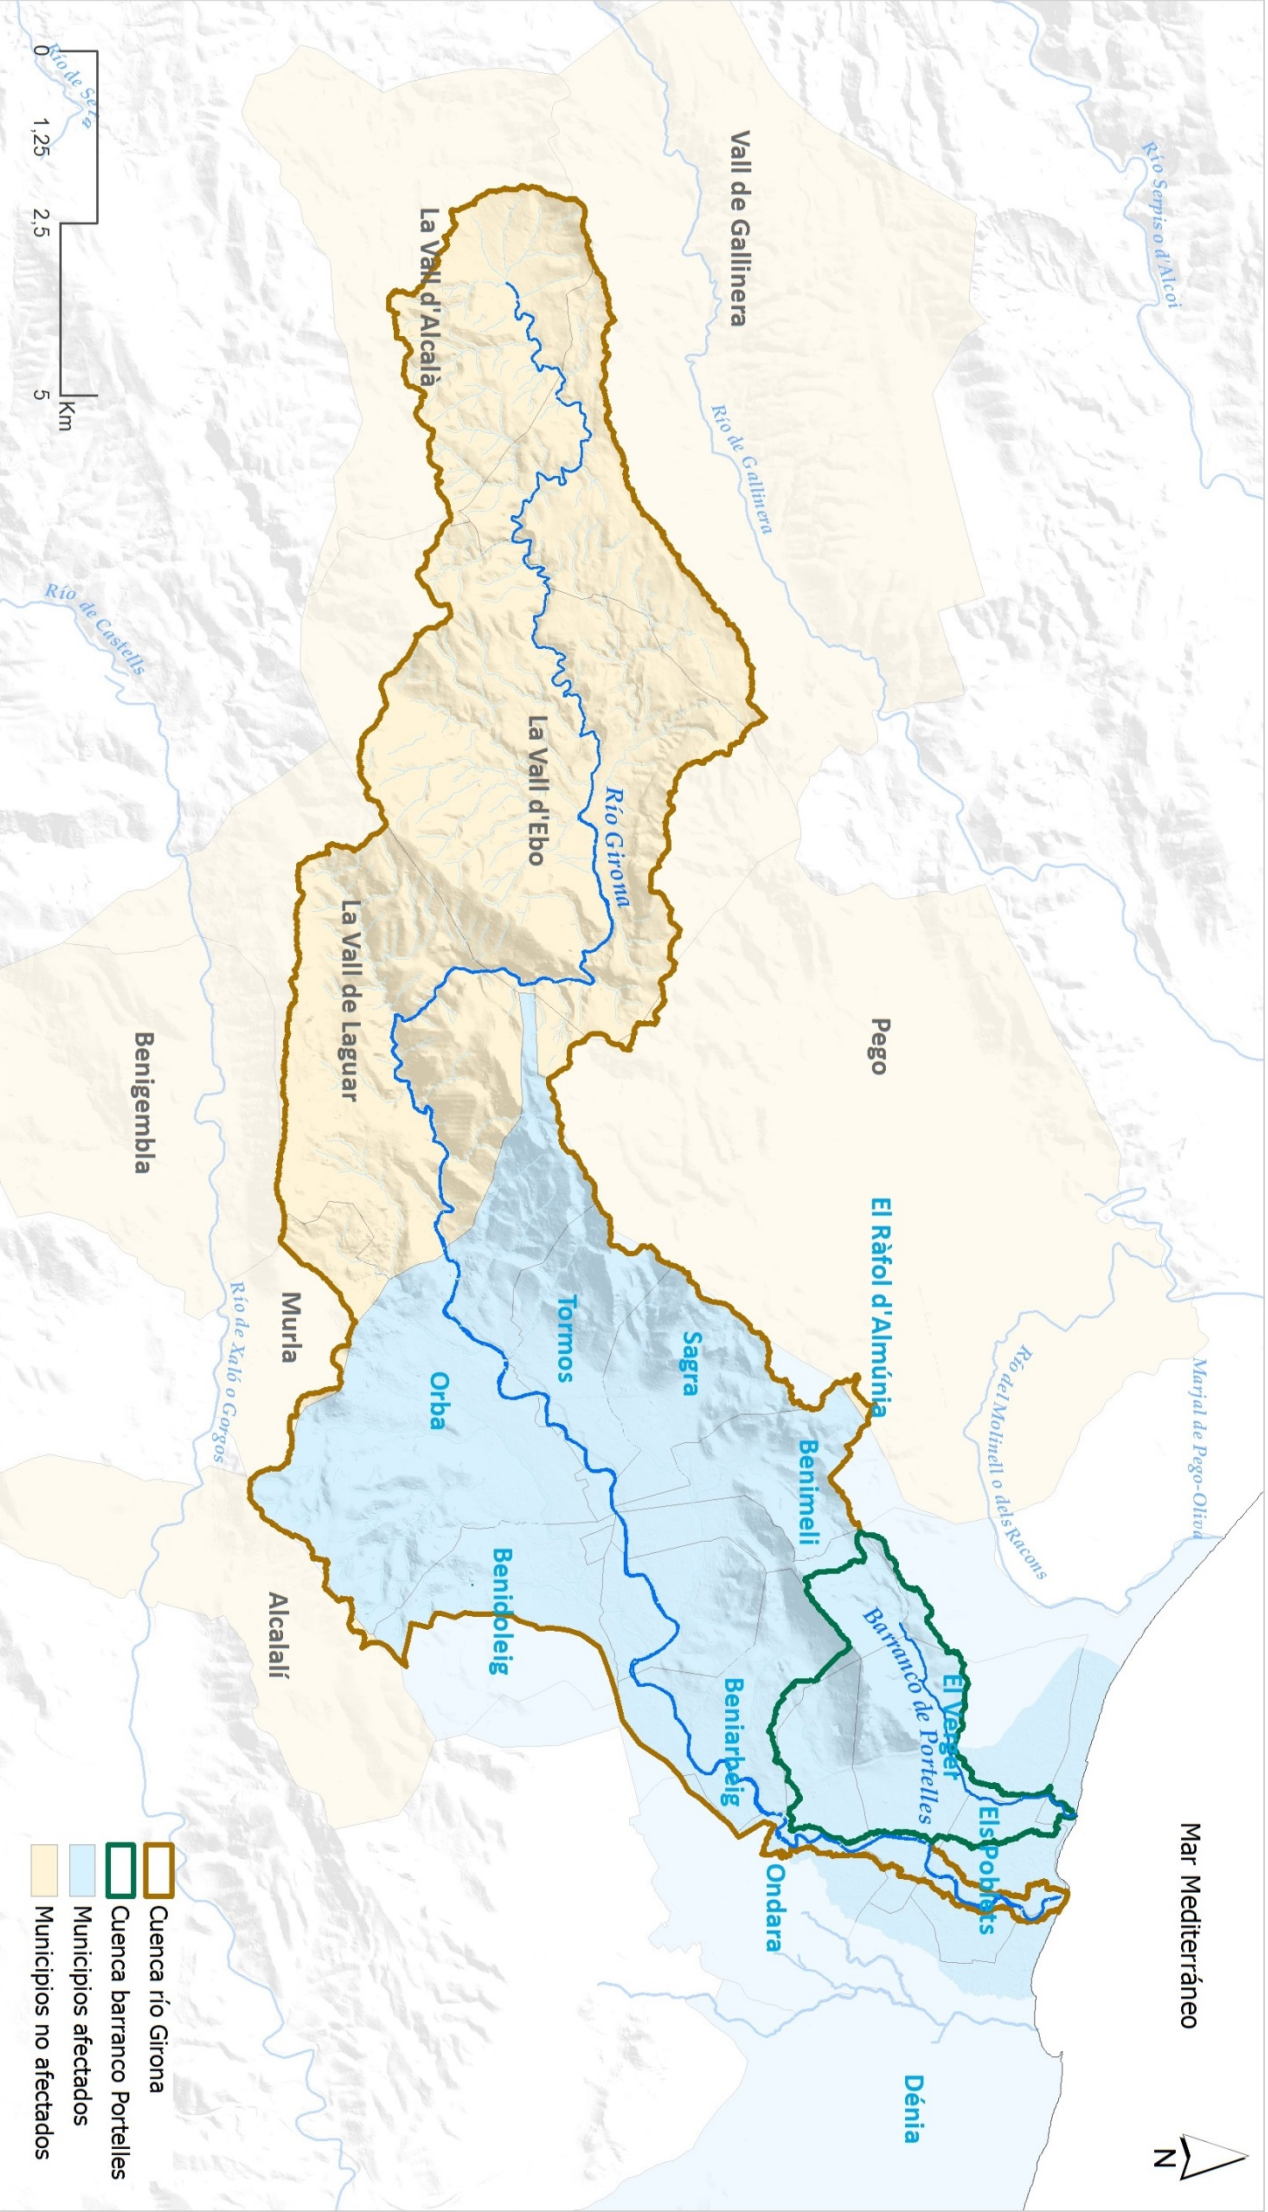 Río Serpis o d'Alcoi
Vall de Gallinera
Río de Gallinera
Mar Mediterráneo
N
Marjal de Pego-Oliva
Río del Molinell o dels Racons
Pego
El Ràfol d'Almúnia
El Verger
Els Poblets
Dénia
Barranco de Portelles
Benimeli
Sagra
Beniarbeig
Ondara
Río Girona
La Vall d'Ebo
Tormos
Benidoleig
La Vall d'Alcalà
Orba
La Vall de Laguar
Murla
Alcalalí
Río de Xaló o Gorgos
Benigembla
Río de Castells
Río de Seta
0 1,25 2,5 5
Km
Cuenca río Girona
Cuenca barranco Portelles
Municipios afectados
Municipios no afectados